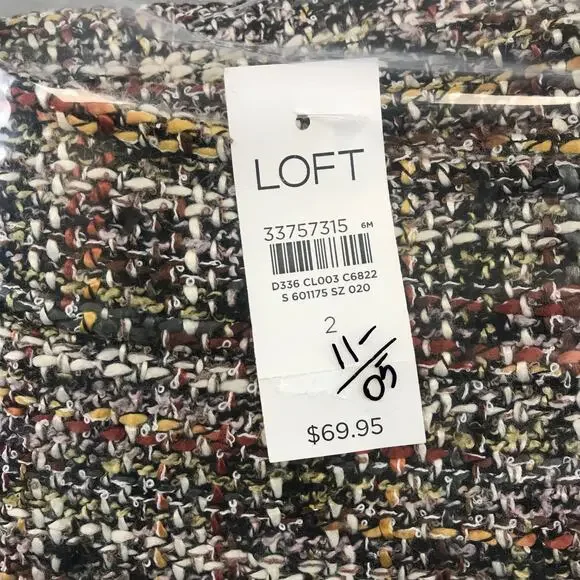 LOFT
33757315 6M
D336 CL003 C6822
S 601175 SZ 020
2
11-
05
$69.95